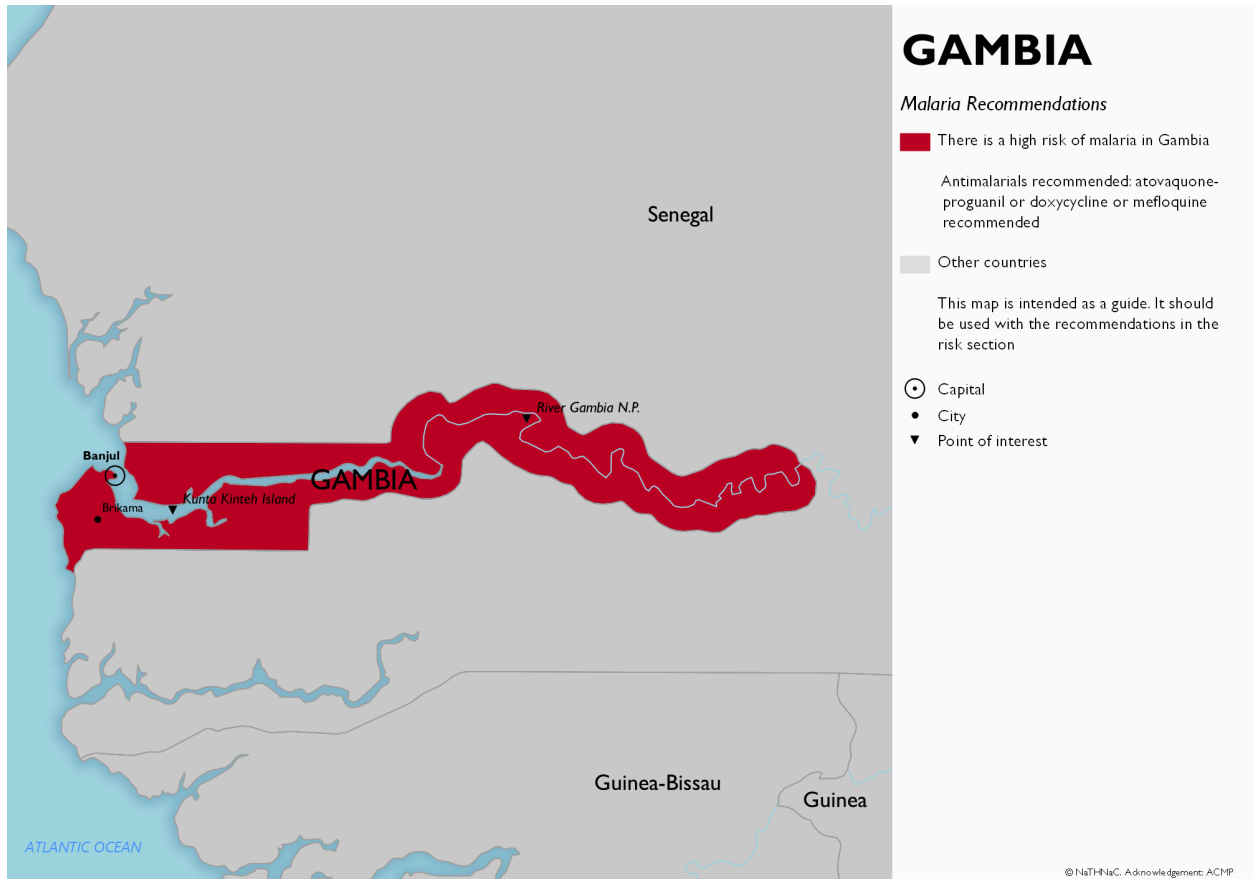 GAMBIA
Malaria Recommendations
There is a high risk of malaria in Gambia
Antimalarials recommended: atovaquone-
proguanil or doxycycline or mefloquine
recommended
Other countries
This map is intended as a guide. It should
be used with the recommendations in the
risk section
Capital
City
Point of interest
Senegal
River Gambia N.P.
Banjul
GAMBIA
Kunta Kinteh Island
Brikama
Guinea-Bissau
Guinea
ATLANTIC OCEAN
© NaTHNaC. Acknowledgement: ACMP